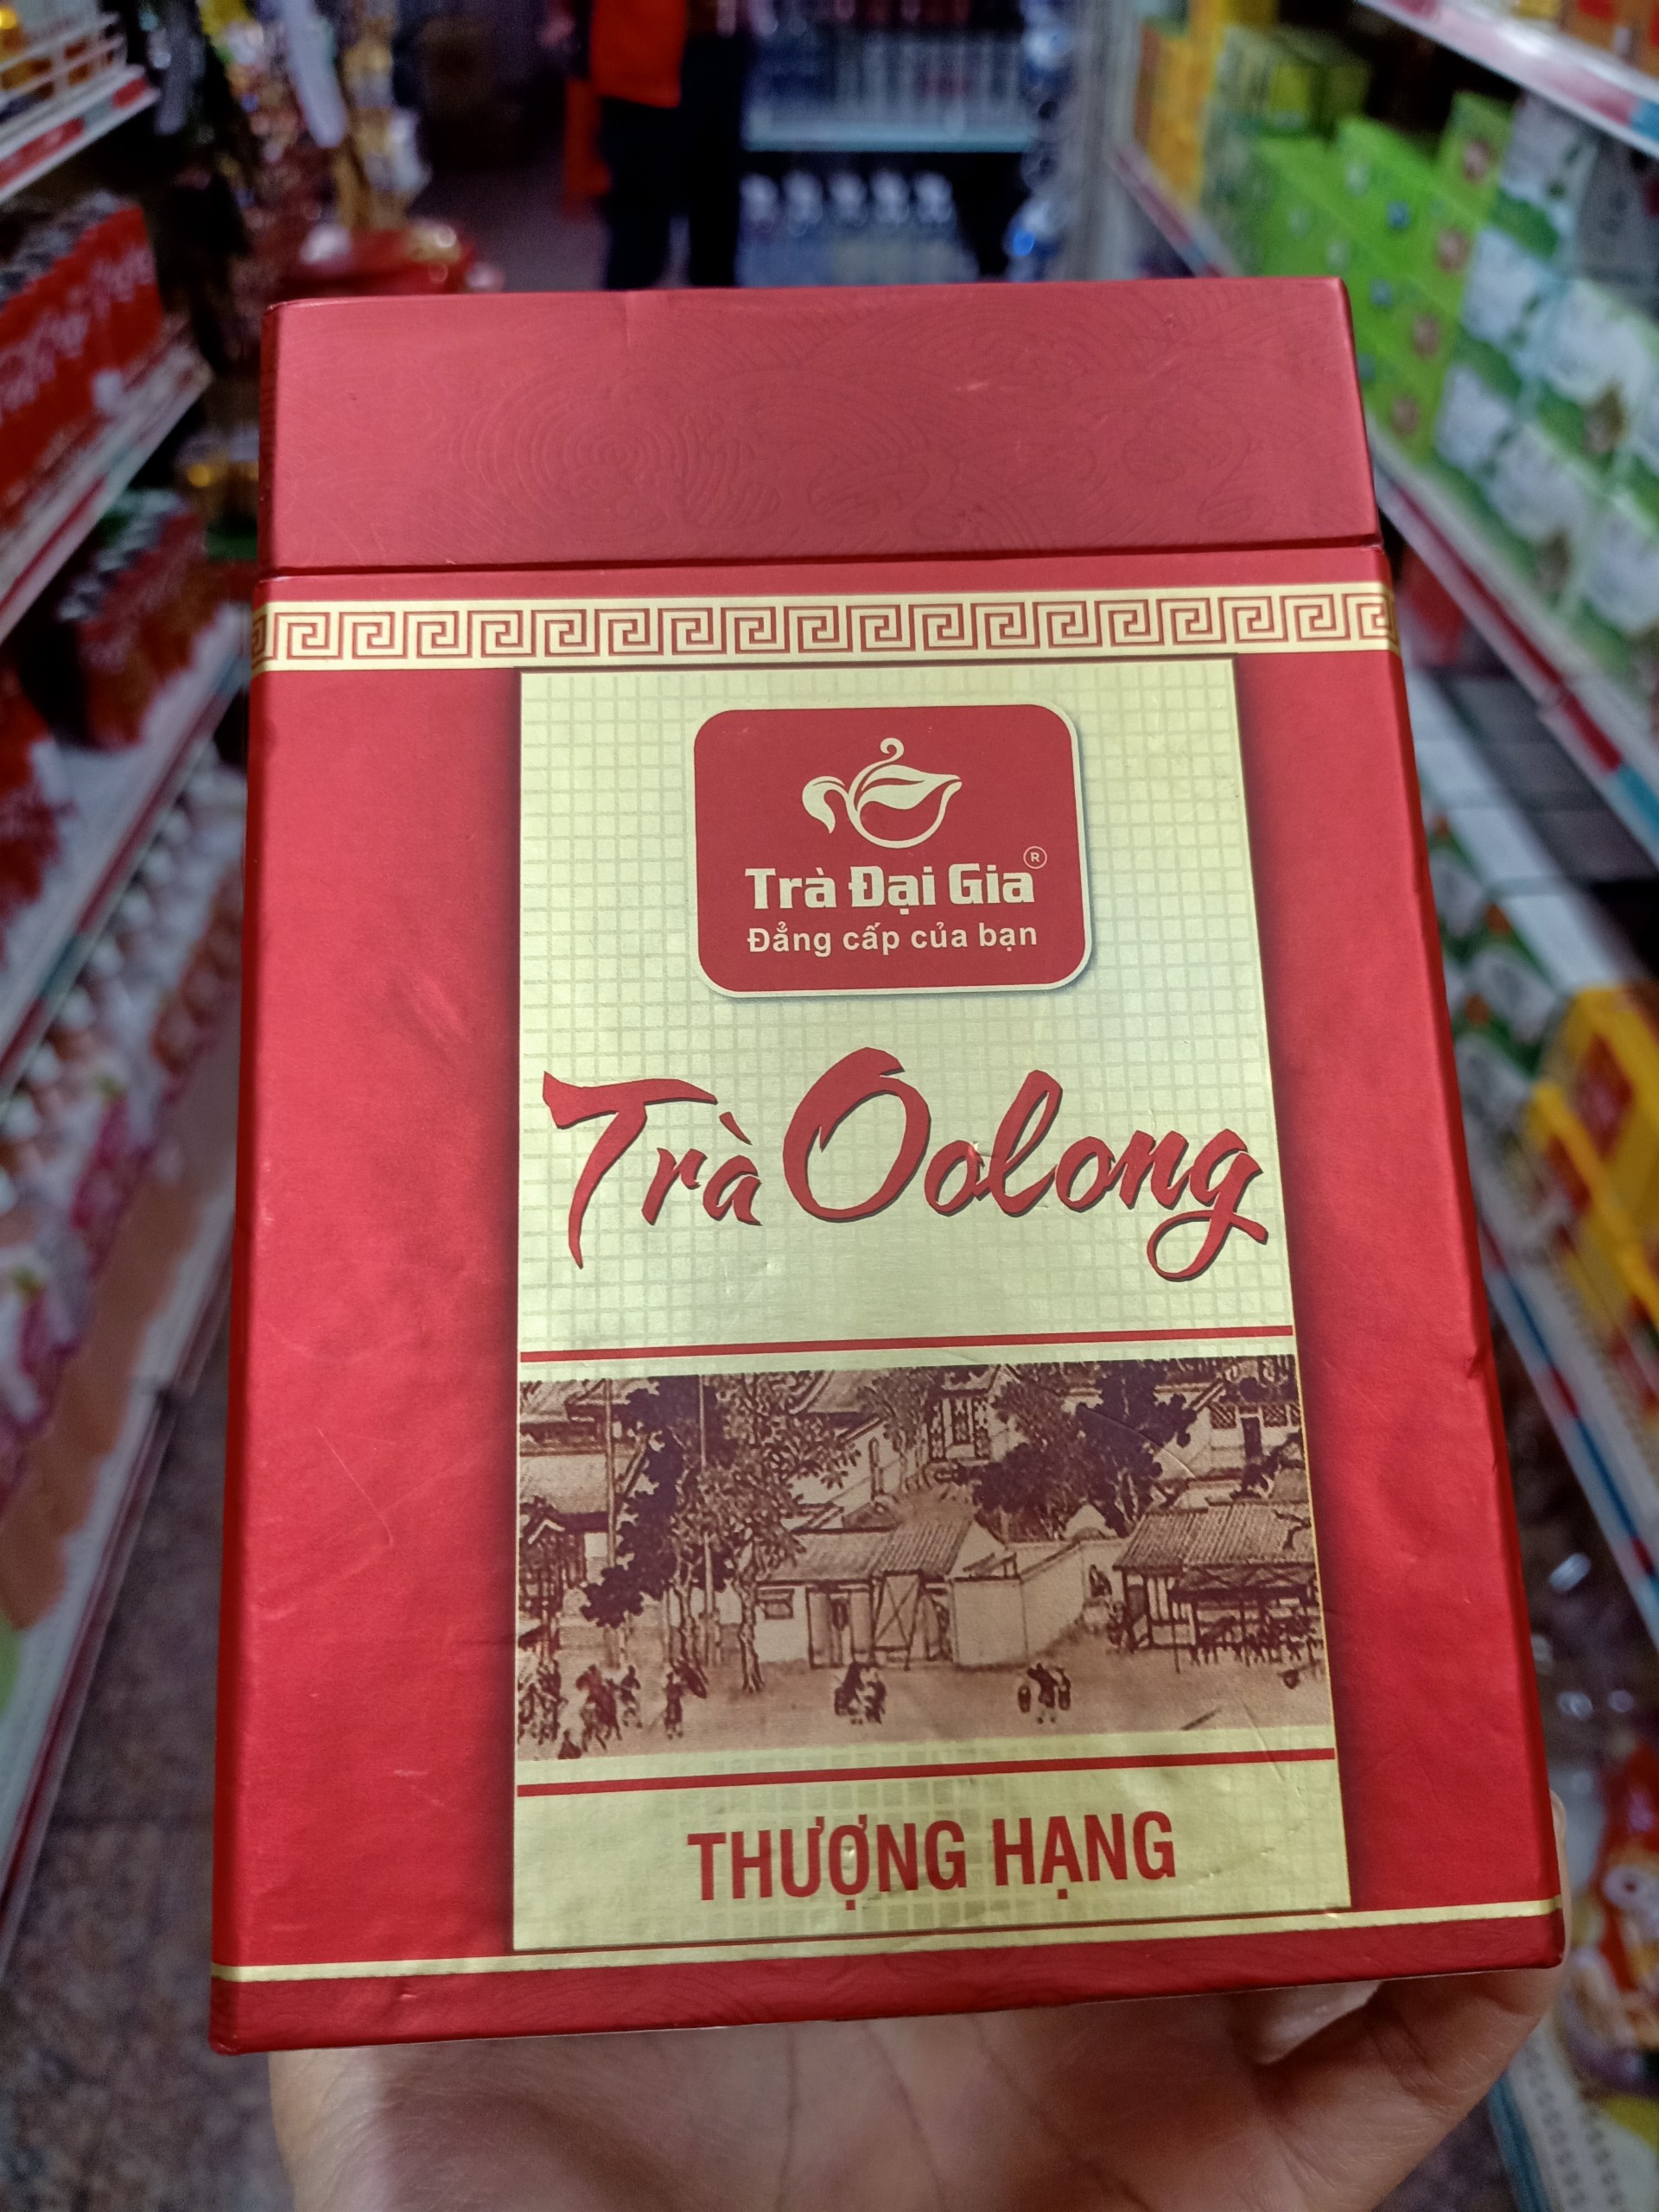 Trà Đại Gia ®
Đẳng cấp của bạn
Trà Oolong
THƯỢNG HẠNG